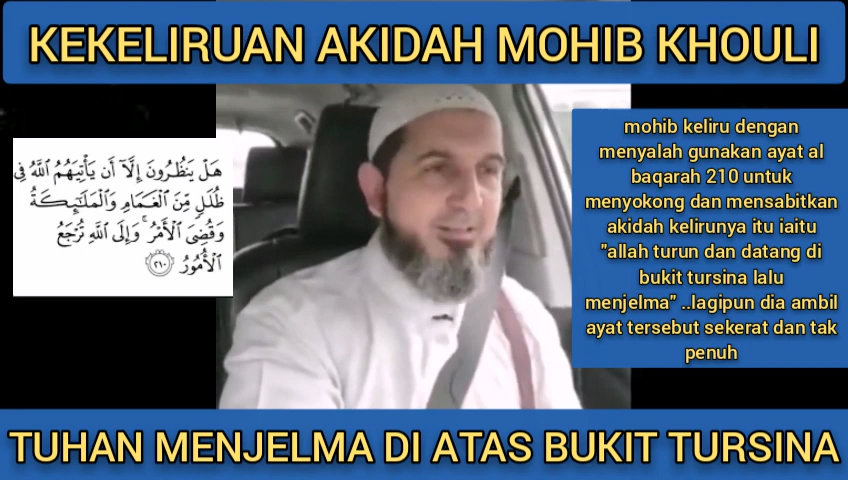 KEKELIRUAN AKIDAH MOHIB KHOULI
هَلْ يَنظُرُونَ إِلَّآ أَن يَأْتِيَهُمُ ٱللَّهُ فِى
ظُلَلٍ مِّنَ ٱلْغَمَامِ وَٱلْمَلَٰٓئِكَةُ
وَقُضِىَ ٱلْأَمْرُ ۚ وَإِلَى ٱللَّهِ تُرْجَعُ
ٱلْأُمُورُ ٢١٠
mohib keliru dengan
menyalah gunakan ayat al
baqarah 210 untuk
menyokong dan mensabitkan
akidah kelirunya itu iaitu
"allah turun dan datang di
bukit tursina lalu
menjelma" ..lagipun dia ambil
ayat tersebut sekerat dan tak
penuh
TUHAN MENJELMA DI ATAS BUKIT TURSINA